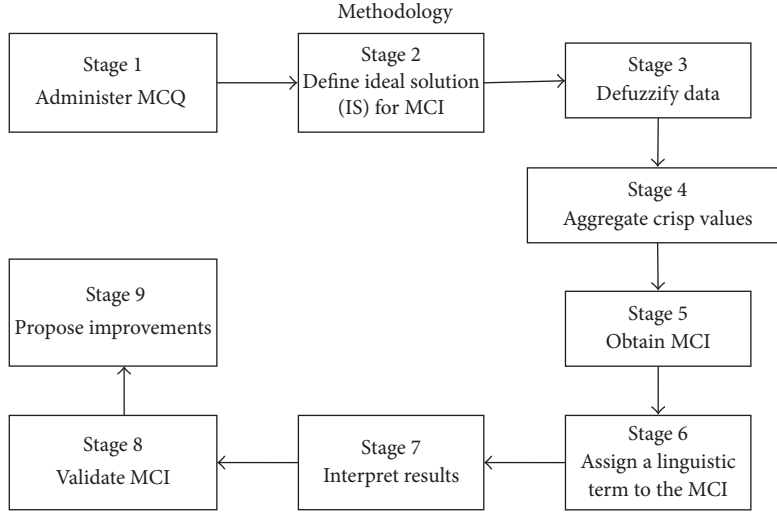 Methodology
Stage 1
Administer MCQ
Stage 2
Define ideal solution
(IS) for MCI
Stage 3
Defuzzify data
Stage 4
Aggregate crisp values
Stage 5
Obtain MCI
Stage 6
Assign a linguistic
term to the MCI
Stage 7
Interpret results
Stage 8
Validate MCI
Stage 9
Propose improvements